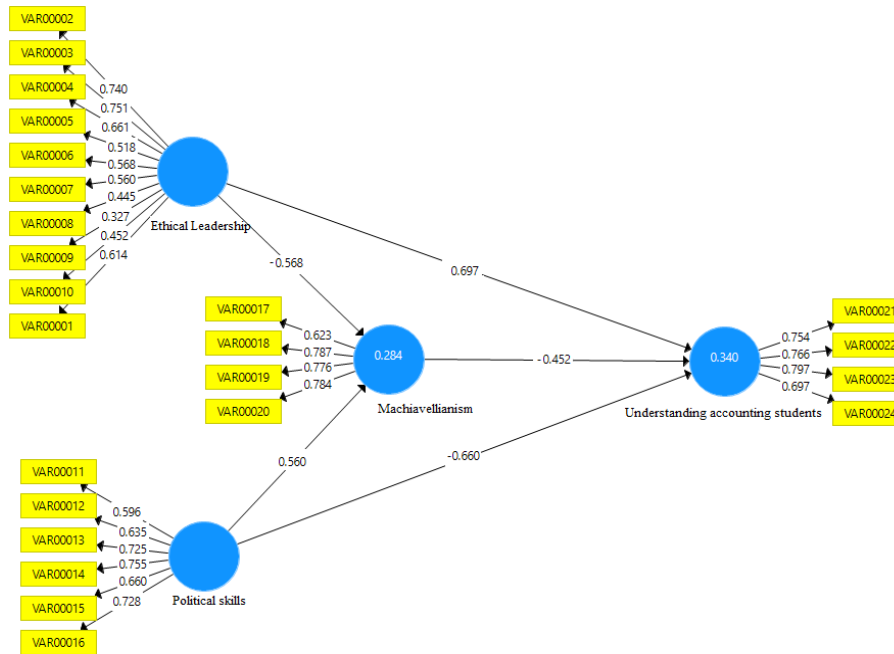 VAR00002
VAR00003
VAR00004
VAR00005
VAR00006
VAR00007
VAR00008
VAR00009
VAR00010
VAR00001
0.740
0.751
0.661
0.518
0.568
0.560
0.445
0.327
0.452
0.614
Ethical Leadership
-0.568
0.697
VAR00017
VAR00018
VAR00019
VAR00020
0.623
0.787
0.776
0.784
0.284
Machiavellianism
-0.452
0.340
Understanding accounting students
0.754
0.766
0.797
0.697
VAR00021
VAR00022
VAR00023
VAR00024
0.560
-0.660
VAR00011
VAR00012
VAR00013
VAR00014
VAR00015
VAR00016
0.596
0.635
0.725
0.755
0.660
0.728
Political skills